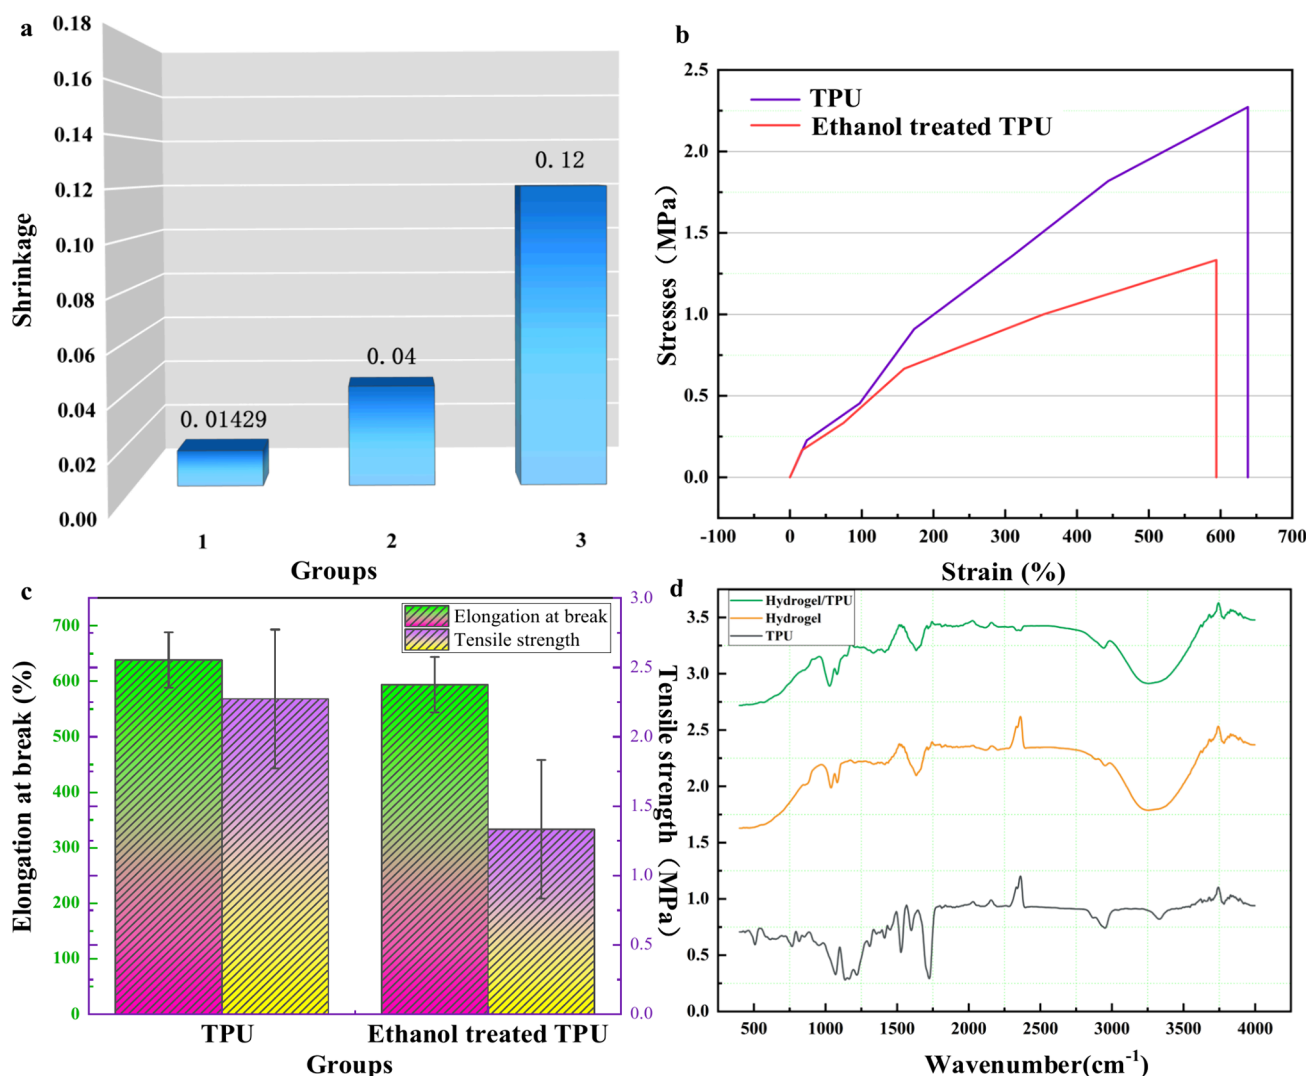 a
0.18
0.16
0.14
0.12
0.10
0.08
0.06
0.04
0.02
0.00
Shrinkage
0.01429
0.04
0.12
1
2
3
Groups
b
2.5
2.0
1.5
1.0
0.5
0.0
Stresses（MPa）
TPU
Ethanol treated TPU
-100
0
100
200
300
400
500
600
700
Strain (%)
c
700
600
500
400
300
200
100
0
Elongation at break (%)
Elongation at break
Tensile strength
3.0
2.5
2.0
1.5
1.0
0.5
0.0
Tensile strength（MPa）
TPU
Ethanol treated TPU
Groups
d
3.5
3.0
2.5
2.0
1.5
1.0
0.5
0.0
Hydrogel/TPU
Hydrogel
TPU
500
1000
1500
2000
2500
3000
3500
4000
Wavenumber(cm⁻¹)